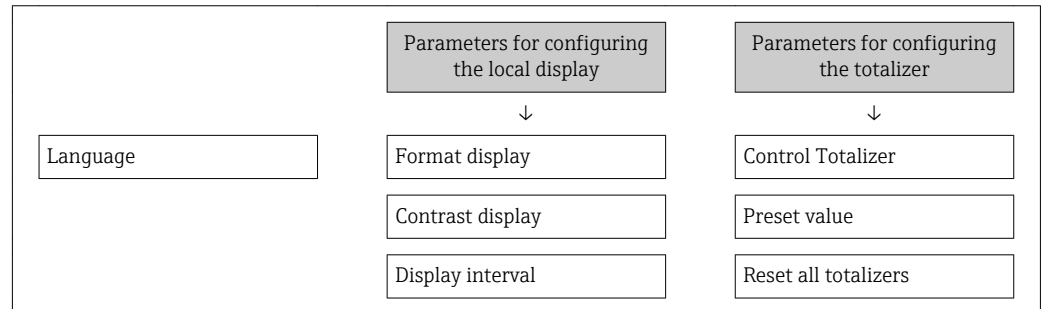 Parameters for configuring
the local display
Parameters for configuring
the totalizer
↓
↓
Language
Format display
Control Totalizer
Contrast display
Preset value
Display interval
Reset all totalizers